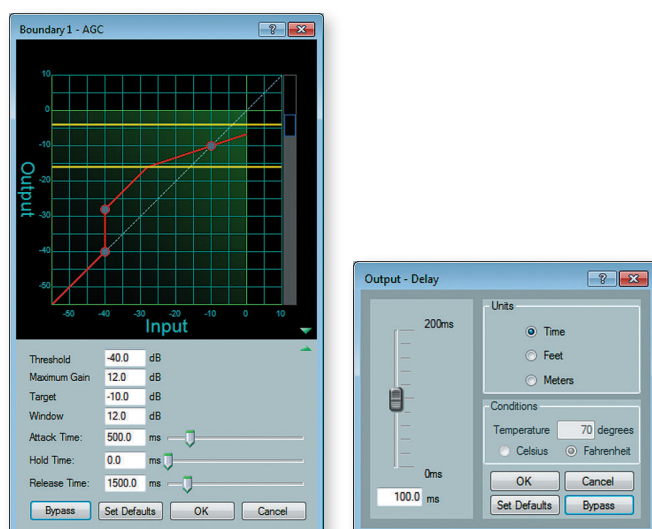 Boundary 1 - AGC
?
10
0
-10
-20
-30
-40
-50
Output
-50 -40 -30 -20 -10 0 10
Input
Threshold -40.0 dB
Maximum Gain 12.0 dB
Target -10.0 dB
Window 12.0 dB
Attack Time: 500.0 ms
Hold Time: 0.0 ms
Release Time: 1500.0 ms
Bypass Set Defaults OK Cancel
Output - Delay
?
200ms
0ms
100.0 ms
Units
Time
Feet
Meters
Conditions
Temperature 70 degrees
Celsius Fahrenheit
OK Cancel
Set Defaults Bypass